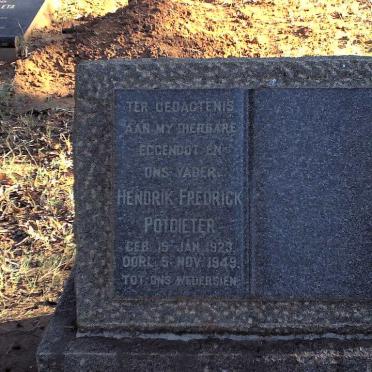 TER GEDAGTENIS
AAN MY DIERBARE
EGGENOOT EN
ONS VADER.
HENDRIK FREDRICK
POTGIETER
GEB. 19 JAN. 1923.
OORL. 5. NOV. 1949.
TOT ONS WEDERSIEN